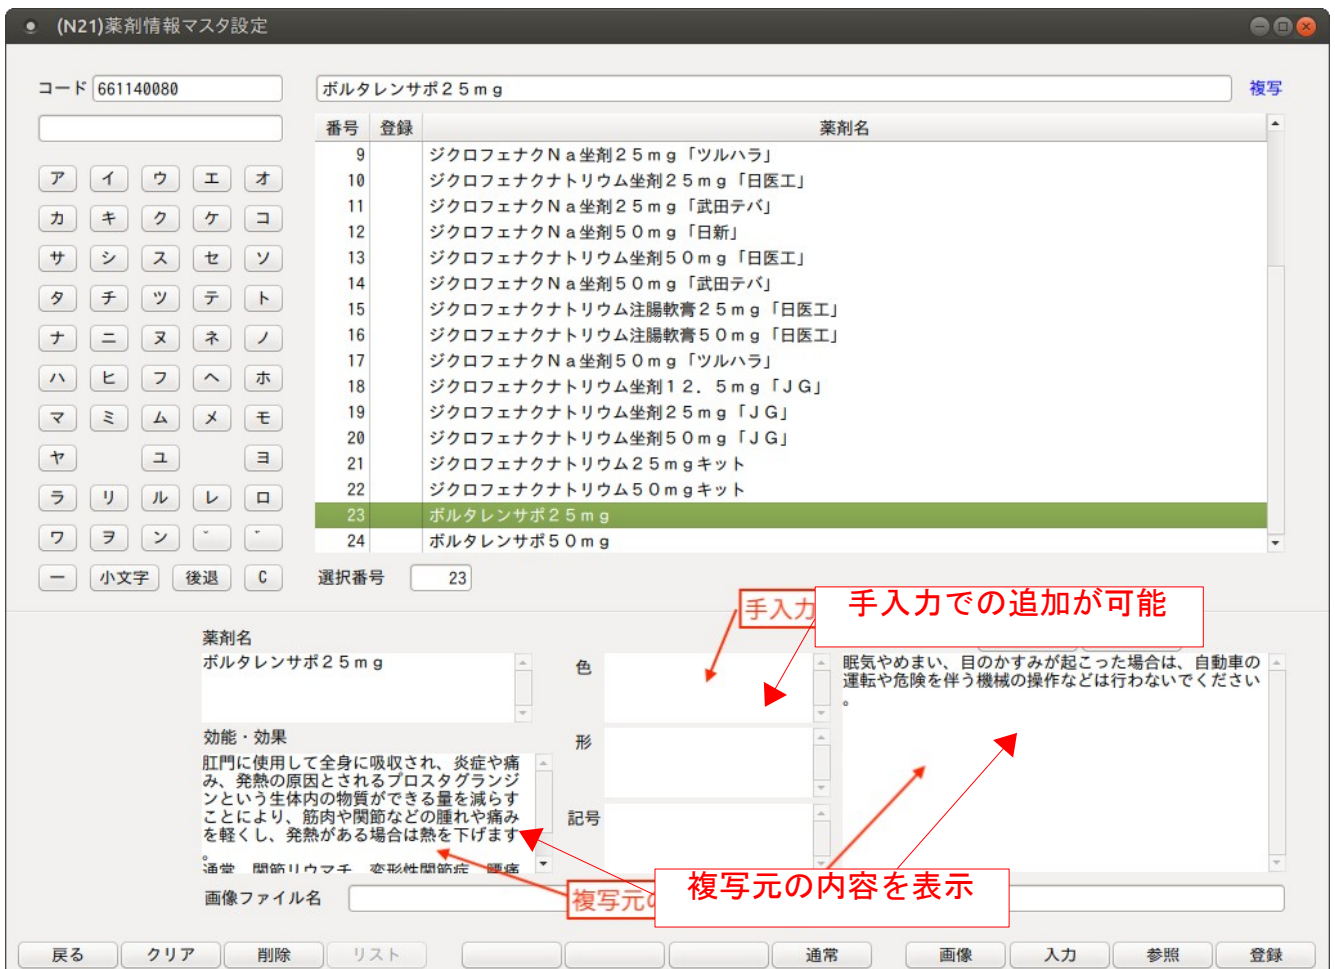 (N21)薬剤情報マスタ設定
コード 661140080
ボルタレンサポ２５ｍｇ
複写
番号 登録 薬剤名
9 ジクロフェナクＮａ坐剤２５ｍｇ「ツルハラ」
10 ジクロフェナクナトリウム坐剤２５ｍｇ「日医工」
11 ジクロフェナクＮａ坐剤２５ｍｇ「武田テバ」
12 ジクロフェナクＮａ坐剤５０ｍｇ「日新」
13 ジクロフェナクナトリウム坐剤５０ｍｇ「日医工」
14 ジクロフェナクＮａ坐剤５０ｍｇ「武田テバ」
15 ジクロフェナクナトリウム注腸軟膏２５ｍｇ「日医工」
16 ジクロフェナクナトリウム注腸軟膏５０ｍｇ「日医工」
17 ジクロフェナクＮａ坐剤５０ｍｇ「ツルハラ」
18 ジクロフェナクナトリウム坐剤１２．５ｍｇ「ＪＧ」
19 ジクロフェナクナトリウム坐剤２５ｍｇ「ＪＧ」
20 ジクロフェナクナトリウム坐剤５０ｍｇ「ＪＧ」
21 ジクロフェナクナトリウム２５ｍｇキット
22 ジクロフェナクナトリウム５０ｍｇキット
23 ボルタレンサポ２５ｍｇ
24 ボルタレンサポ５０ｍｇ
ア イ ウ エ オ
カ キ ク ケ コ
サ シ ス セ ソ
タ チ ツ テ ト
ナ ニ ヌ ネ ノ
ハ ヒ フ ヘ ホ
マ ミ ム メ モ
ヤ ユ ヨ
ラ リ ル レ ロ
ワ ヲ ン ゛ ゜
ー 小文字 後退 C
選択番号 23
手入力
手入力での追加が可能
薬剤名
ボルタレンサポ２５ｍｇ
効能・効果
肛門に使用して全身に吸収され、炎症や痛
み、発熱の原因とされるプロスタグランジ
ンという生体内の物質ができる量を減らす
ことにより、筋肉や関節などの腫れや痛み
を軽くし、発熱がある場合は熱を下げます
。
通常、関節リウマチ、変形性関節症、腰痛
色
形
記号
眠気やめまい、目のかすみが起こった場合は、自動車の
運転や危険を伴う機械の操作などは行わないでください
。
複写元の
複写元の内容を表示
画像ファイル名
戻る クリア 削除 リスト 通常 画像 入力 参照 登録